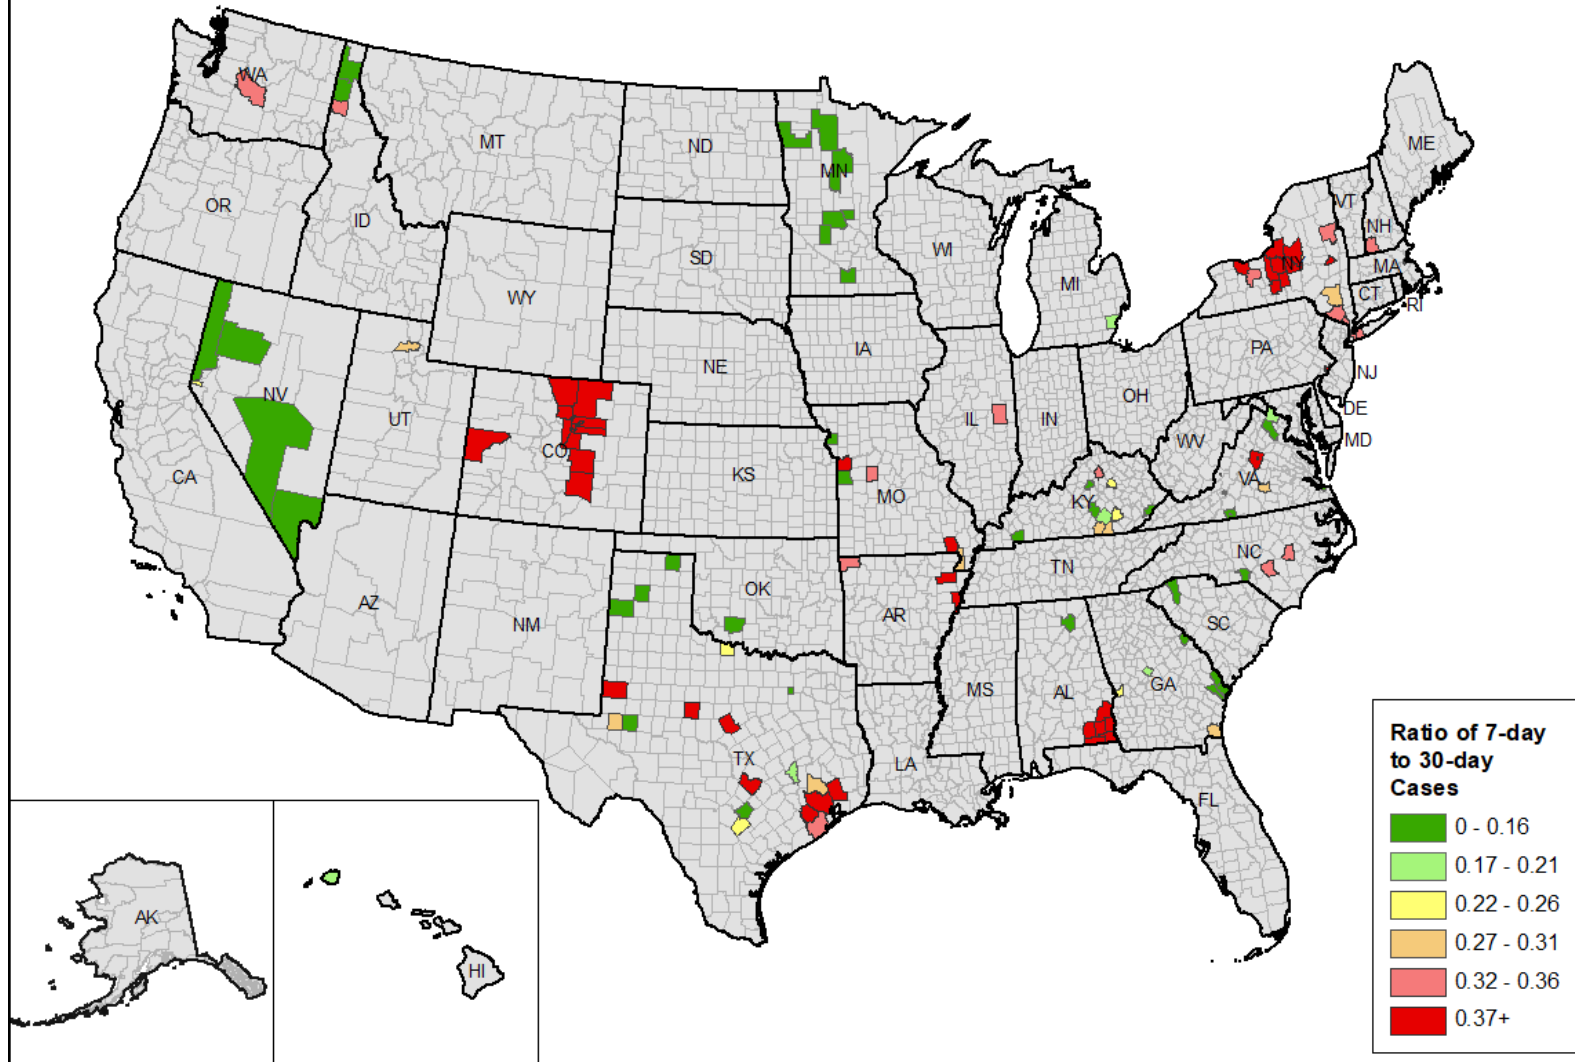 WA
MT
ND
MN
ME
OR
ID
SD
WI
VT
NH
NY
MA
MI
CT
RI
WY
NV
UT
CO
NE
IA
IL
IN
OH
PA
NJ
DE
MD
WV
CA
KS
MO
KY
VA
AZ
NM
OK
AR
TN
NC
SC
MS
AL
GA
TX
LA
FL
AK
HI
Ratio of 7-day
to 30-day
Cases
0 - 0.16
0.17 - 0.21
0.22 - 0.26
0.27 - 0.31
0.32 - 0.36
0.37+